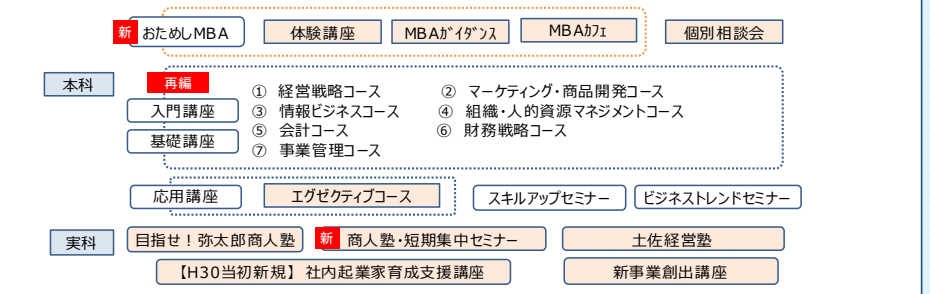 新 おためしMBA 体験講座 MBAｶﾞｲﾀﾞﾝｽ MBAｶﾌｪ 個別相談会
本科 再編
入門講座
基礎講座
① 経営戦略コース ② マーケティング・商品開発コース
③ 情報ビジネスコース ④ 組織・人的資源マネジメントコース
⑤ 会計コース ⑥ 財務戦略コース
⑦ 事業管理コース
応用講座 エグゼクティブコース スキルアップセミナー ビジネストレンドセミナー
実科 目指せ！弥太郎商人塾 新 商人塾・短期集中セミナー 土佐経営塾
【H30当初新規】社内起業家育成支援講座 新事業創出講座